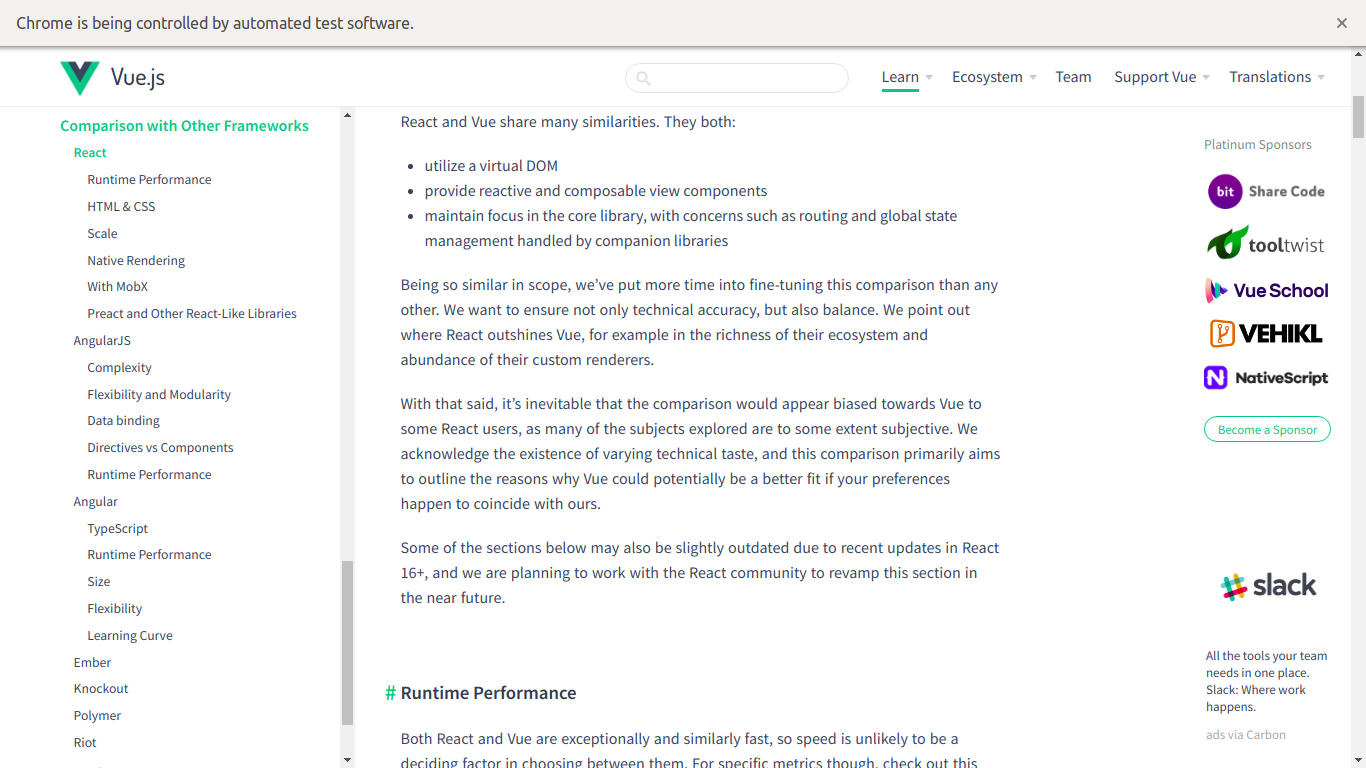 Chrome is being controlled by automated test software.
Vue.js
Learn
Ecosystem
Team
Support Vue
Translations
Comparison with Other Frameworks
React
Runtime Performance
HTML & CSS
Scale
Native Rendering
With MobX
Preact and Other React-Like Libraries
AngularJS
Complexity
Flexibility and Modularity
Data binding
Directives vs Components
Runtime Performance
Angular
TypeScript
Runtime Performance
Size
Flexibility
Learning Curve
Ember
Knockout
Polymer
Riot
React and Vue share many similarities. They both:
• utilize a virtual DOM
• provide reactive and composable view components
• maintain focus in the core library, with concerns such as routing and global state
management handled by companion libraries
Being so similar in scope, we’ve put more time into fine-tuning this comparison than any
other. We want to ensure not only technical accuracy, but also balance. We point out
where React outshines Vue, for example in the richness of their ecosystem and
abundance of their custom renderers.
With that said, it’s inevitable that the comparison would appear biased towards Vue to
some React users, as many of the subjects explored are to some extent subjective. We
acknowledge the existence of varying technical taste, and this comparison primarily aims
to outline the reasons why Vue could potentially be a better fit if your preferences
happen to coincide with ours.
Some of the sections below may also be slightly outdated due to recent updates in React
16+, and we are planning to work with the React community to revamp this section in
the near future.
# Runtime Performance
Both React and Vue are exceptionally and similarly fast, so speed is unlikely to be a
deciding factor in choosing between them. For specific metrics though, check out this
Platinum Sponsors
bit Share Code
tooltwist
Vue School
VEHIKL
N NativeScript
Become a Sponsor
slack
All the tools your team
needs in one place.
Slack: Where work
happens.
ads via Carbon